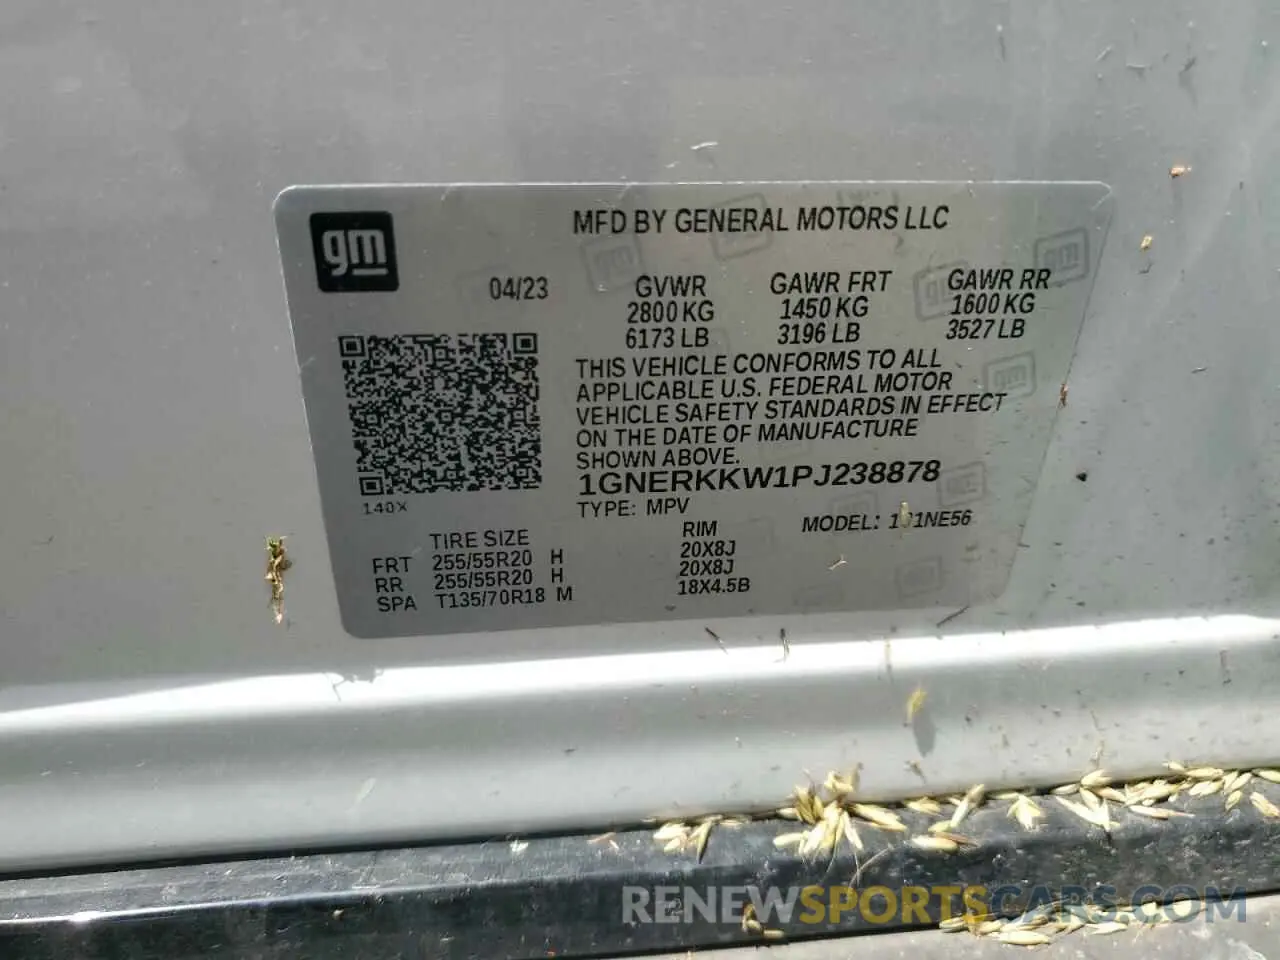 gm
MFD BY GENERAL MOTORS LLC
04/23
GVWR GAWR FRT GAWR RR
2800 KG 1450 KG 1600 KG
6173 LB 3196 LB 3527 LB
THIS VEHICLE CONFORMS TO ALL
APPLICABLE U.S. FEDERAL MOTOR
VEHICLE SAFETY STANDARDS IN EFFECT
ON THE DATE OF MANUFACTURE
SHOWN ABOVE.
1GNERKKW1PJ238878
140X
TYPE: MPV
MODEL:
TIRE SIZE RIM
FRT 255/55R20 H 20X8J
RR 255/55R20 H 20X8J
SPA T135/70R18 M 18X4.5B
RENEWSPORTSCARS.COM